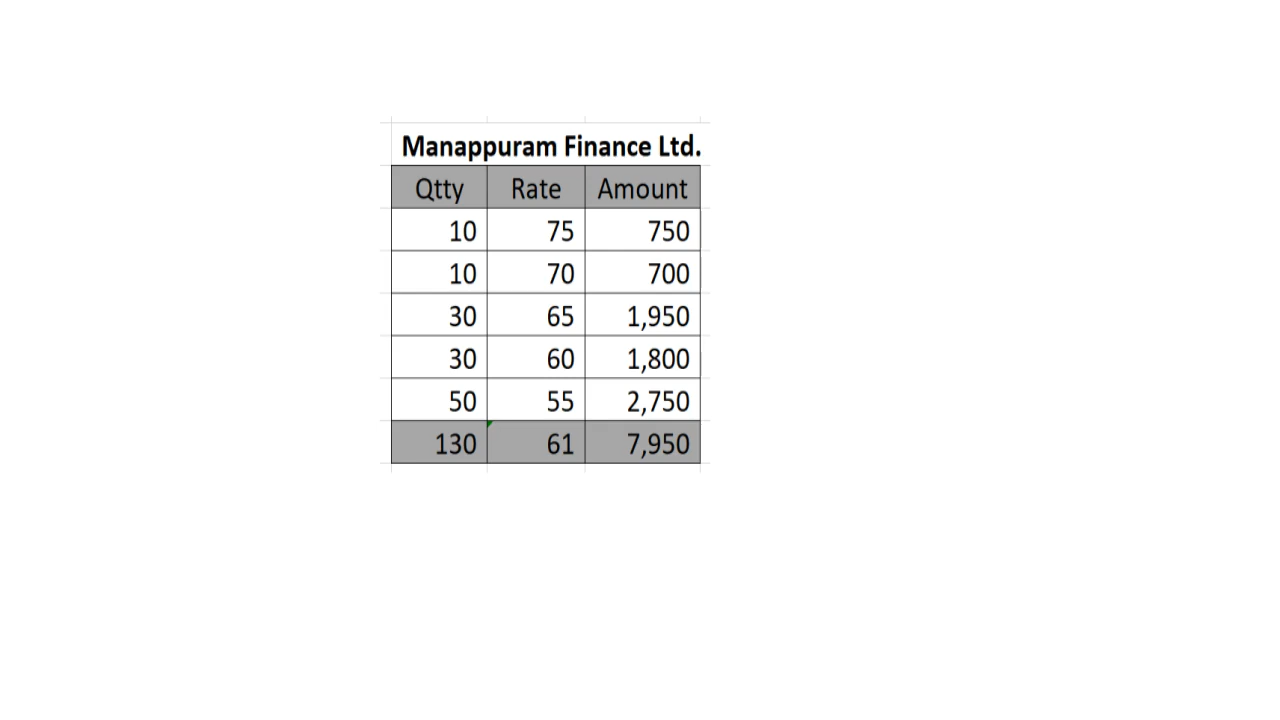 Manappuram Finance Ltd.
Qtty Rate Amount
10 75 750
10 70 700
30 65 1,950
30 60 1,800
50 55 2,750
130 61 7,950